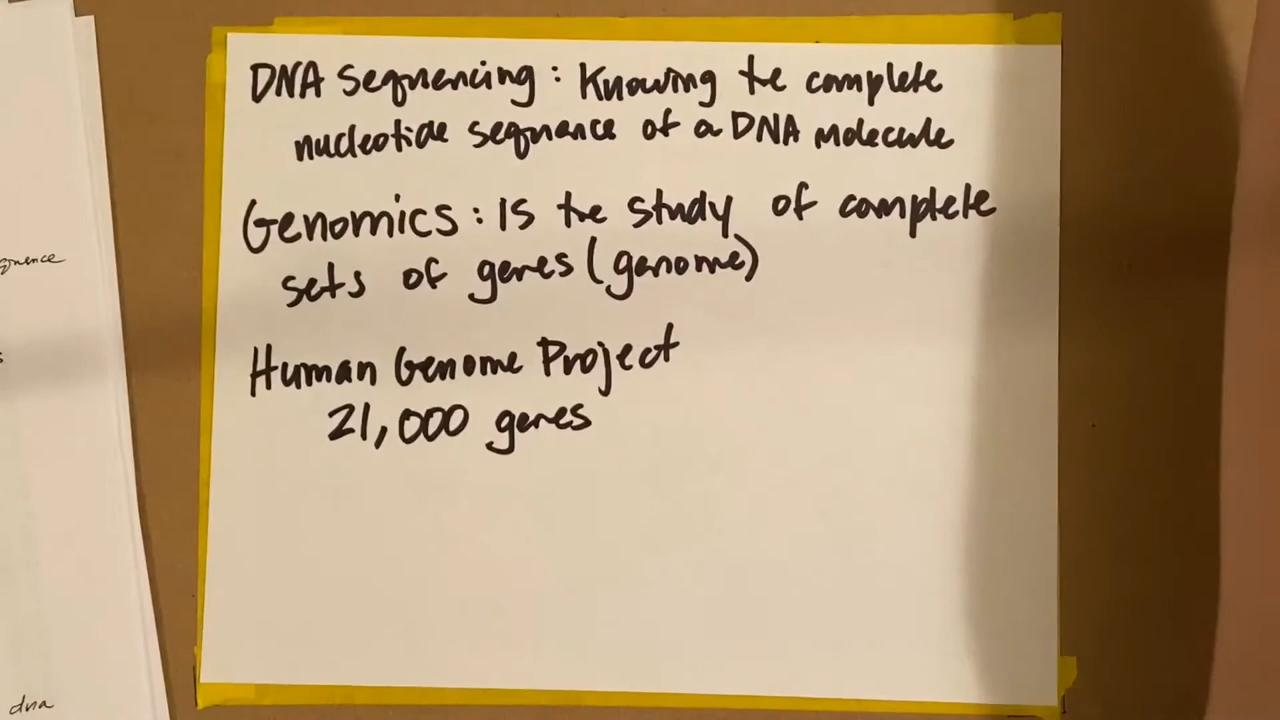 DNA Sequencing : Knowing the complete
nucleotide sequence of a DNA molecule
Genomics : Is the study of complete
sets of genes (genome)
Human Genome Project
21,000 genes
dna